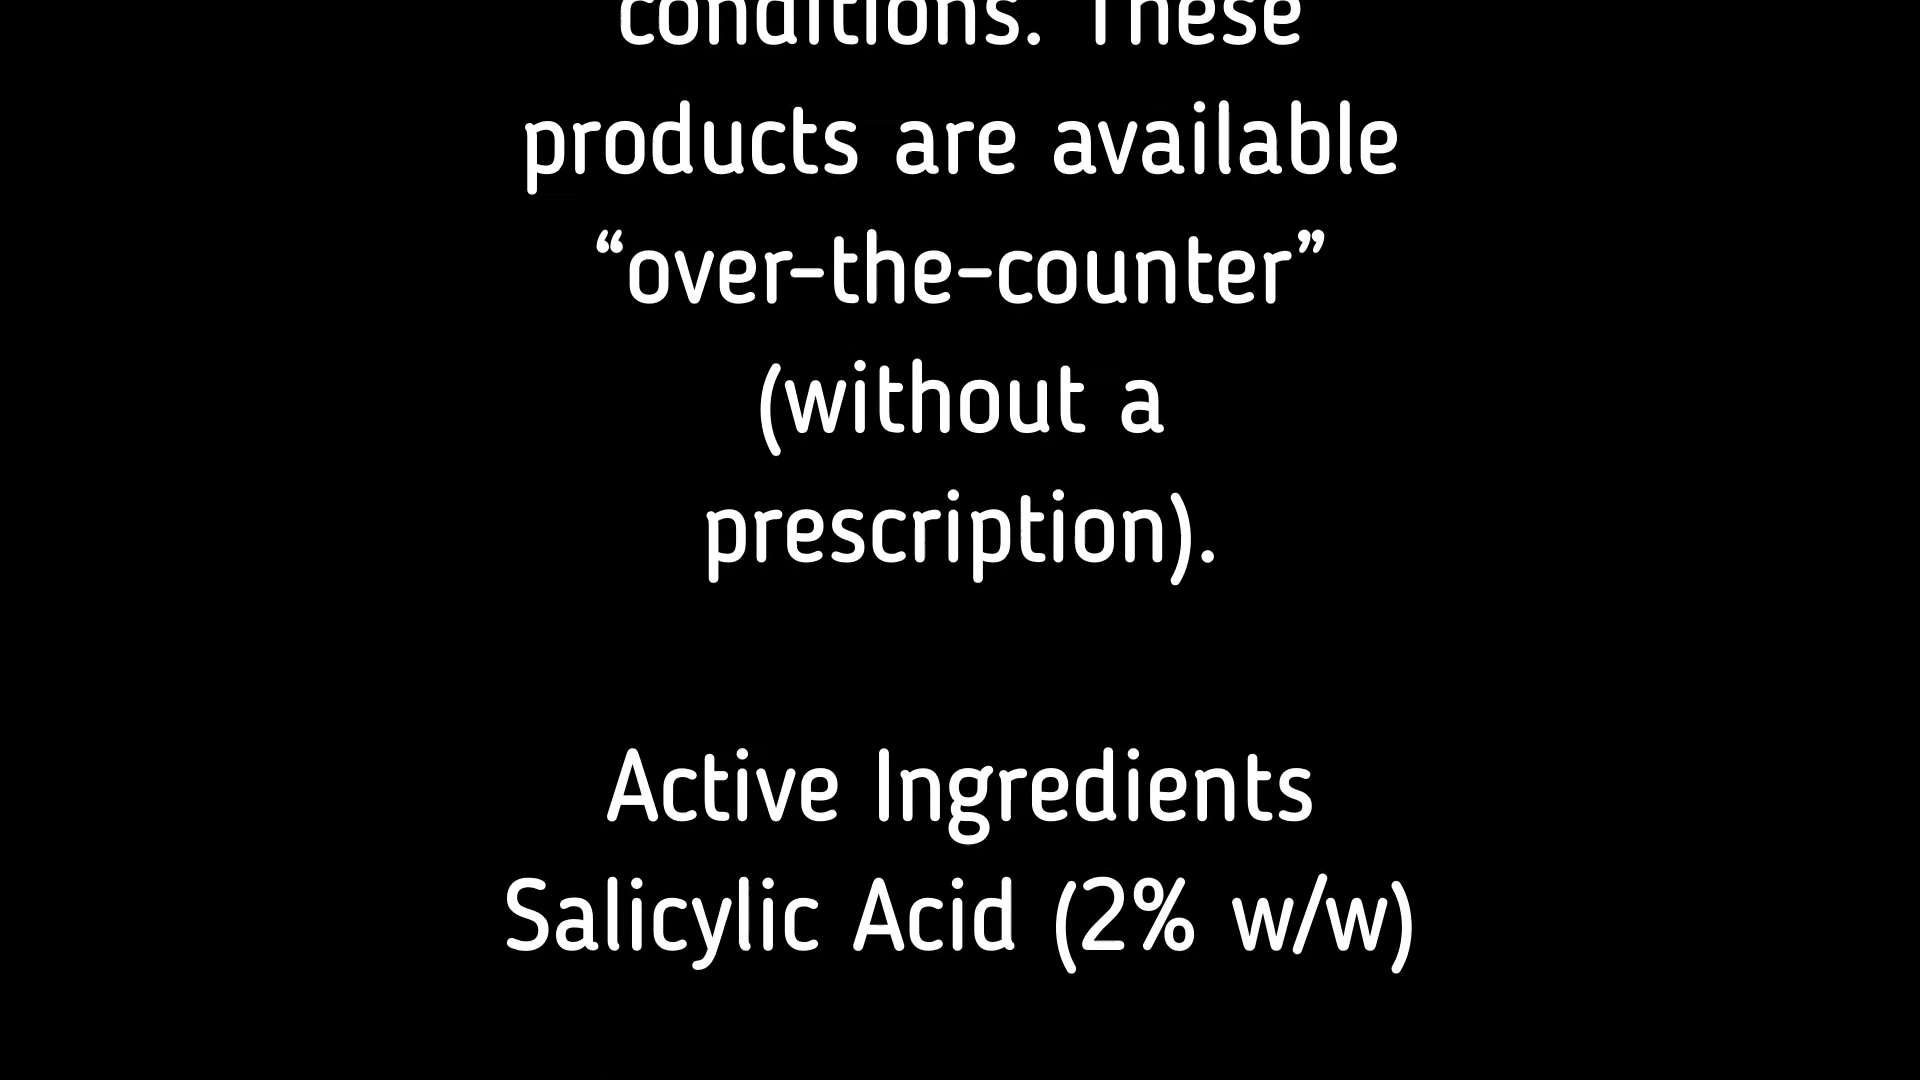 conditions. These
products are available
“over-the-counter”
(without a
prescription).
Active Ingredients
Salicylic Acid (2% w/w)